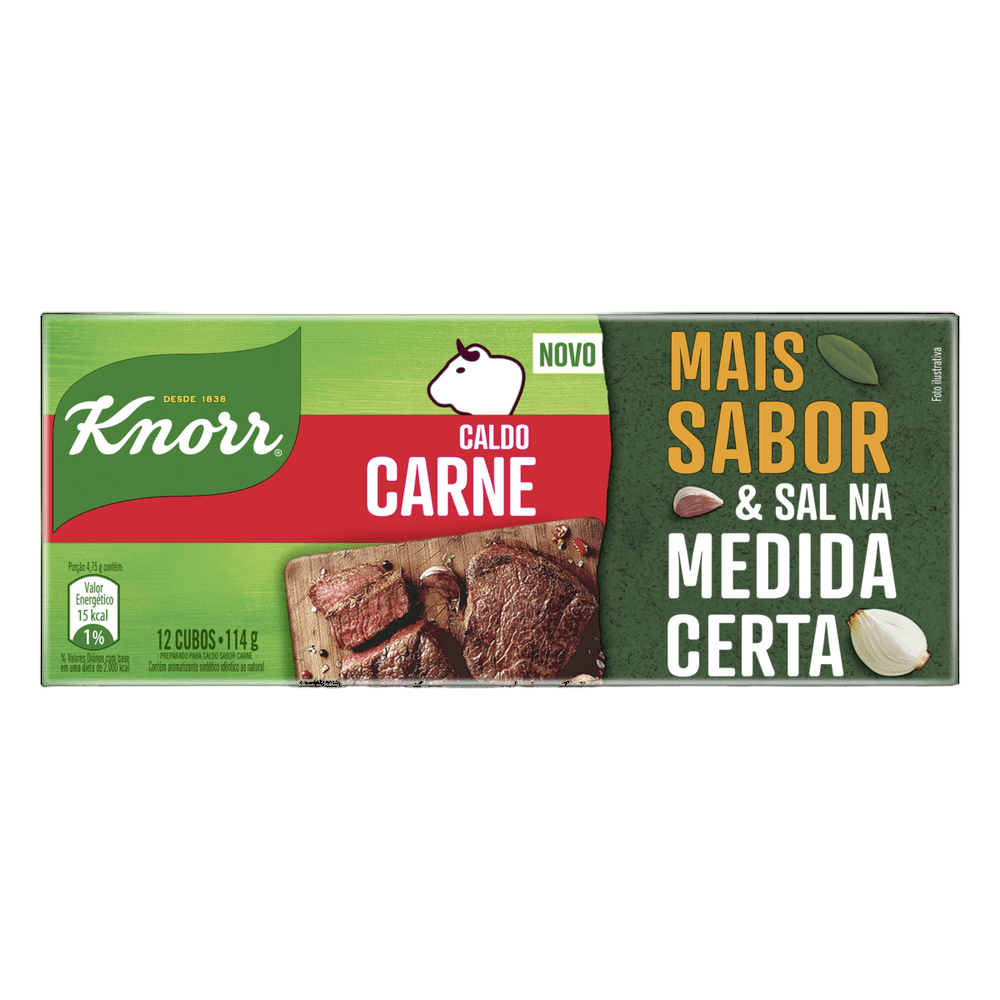 DESDE 1838
Knorr®
NOVO
CALDO
CARNE
MAIS
SABOR
& SAL NA
MEDIDA
CERTA
Foto ilustrativa
Porção 4,75 g contém:
Valor
Energético
15 kcal
1%
% Valores Diários com base
em uma dieta de 2.000 kcal
12 CUBOS • 114 g
PREPARADO PARA CALDO SABOR CARNE.
Contém aromatizante sintético idêntico ao natural